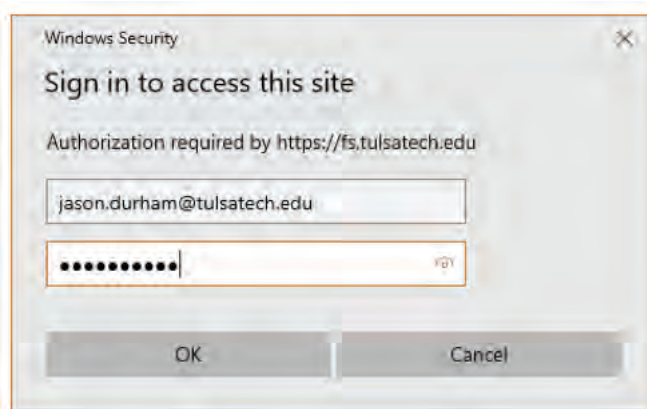 Windows Security
Sign in to access this site
Authorization required by https://fs.tulsatech.edu
jason.durham@tulsatech.edu
●●●●●●●●●●
OK
Cancel